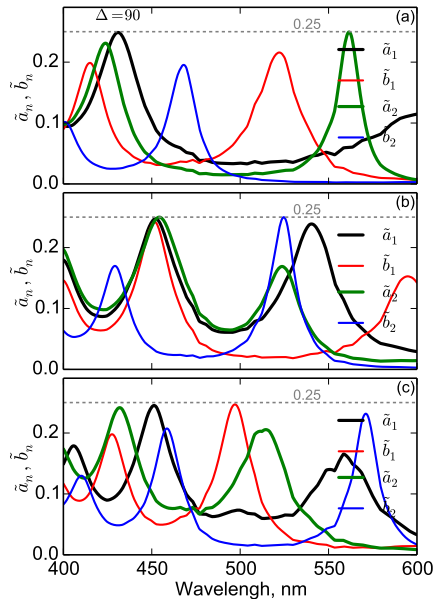 Δ=90
0.25
(a)
ã₁
b̃₁
ã₂
b̃₂
ãₙ, b̃ₙ
0.2
0.1
0.0
0.25
(b)
ã₁
b̃₁
ã₂
b̃₂
ãₙ, b̃ₙ
0.2
0.1
0.0
0.25
(c)
ã₁
b̃₁
ã₂
b̃₂
ãₙ, b̃ₙ
0.2
0.1
0.0
400 450 500 550 600
Wavelengh, nm